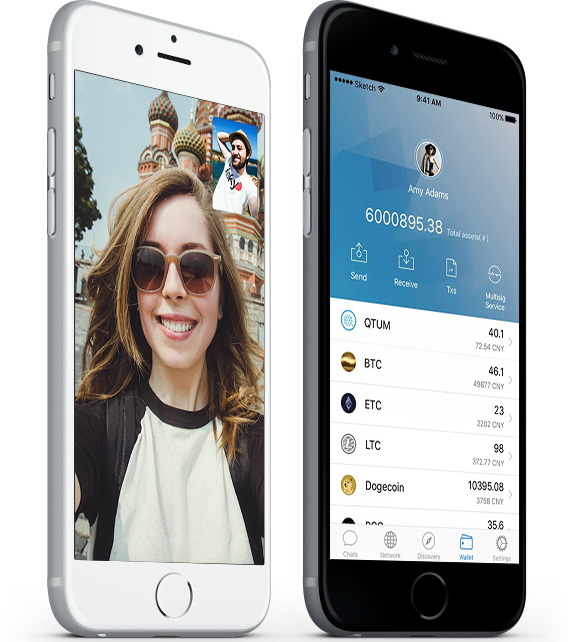 ●●●●● Sketch
9:41 AM
100%
Amy Adams
6000895.38 Total assets(¥)
Send
Receive
Txs
Multisig
Service
QTUM
40.1
72.54 CNY
BTC
46.1
49877 CNY
ETC
23
2202 CNY
LTC
98
372.77 CNY
Dogecoin
10395.08
3758 CNY
35.6
Chats
Network
Discovery
Wallet
Settings